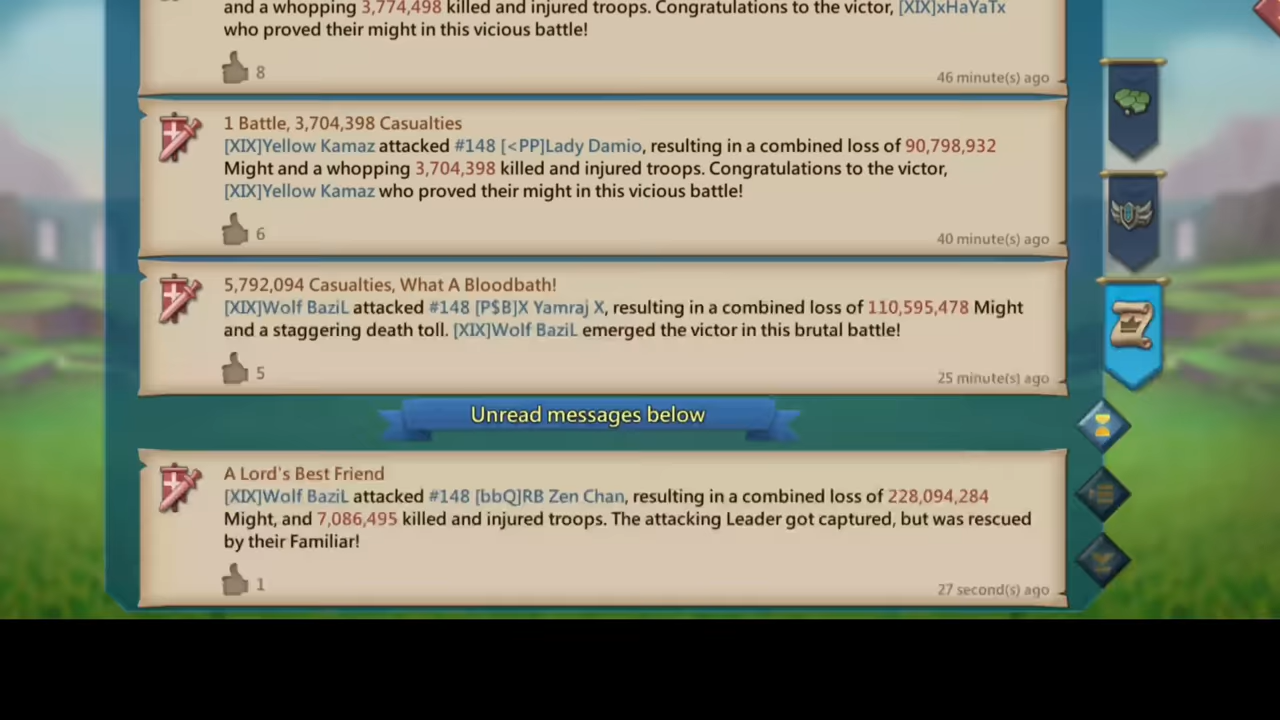 and a whopping 3,774,498 killed and injured troops. Congratulations to the victor, [XIX]xHaYaTx
who proved their might in this vicious battle!
8
46 minute(s) ago
1 Battle, 3,704,398 Casualties
[XIX]Yellow Kamaz attacked #148 [<PP]Lady Damio, resulting in a combined loss of 90,798,932
Might and a whopping 3,704,398 killed and injured troops. Congratulations to the victor,
[XIX]Yellow Kamaz who proved their might in this vicious battle!
6
40 minute(s) ago
5,792,094 Casualties, What A Bloodbath!
[XIX]Wolf BaziL attacked #148 [P$B]X Yamraj X, resulting in a combined loss of 110,595,478 Might
and a staggering death toll. [XIX]Wolf BaziL emerged the victor in this brutal battle!
5
25 minute(s) ago
Unread messages below
A Lord's Best Friend
[XIX]Wolf BaziL attacked #148 [bbQ]RB Zen Chan, resulting in a combined loss of 228,094,284
Might, and 7,086,495 killed and injured troops. The attacking Leader got captured, but was rescued
by their Familiar!
1
27 second(s) ago